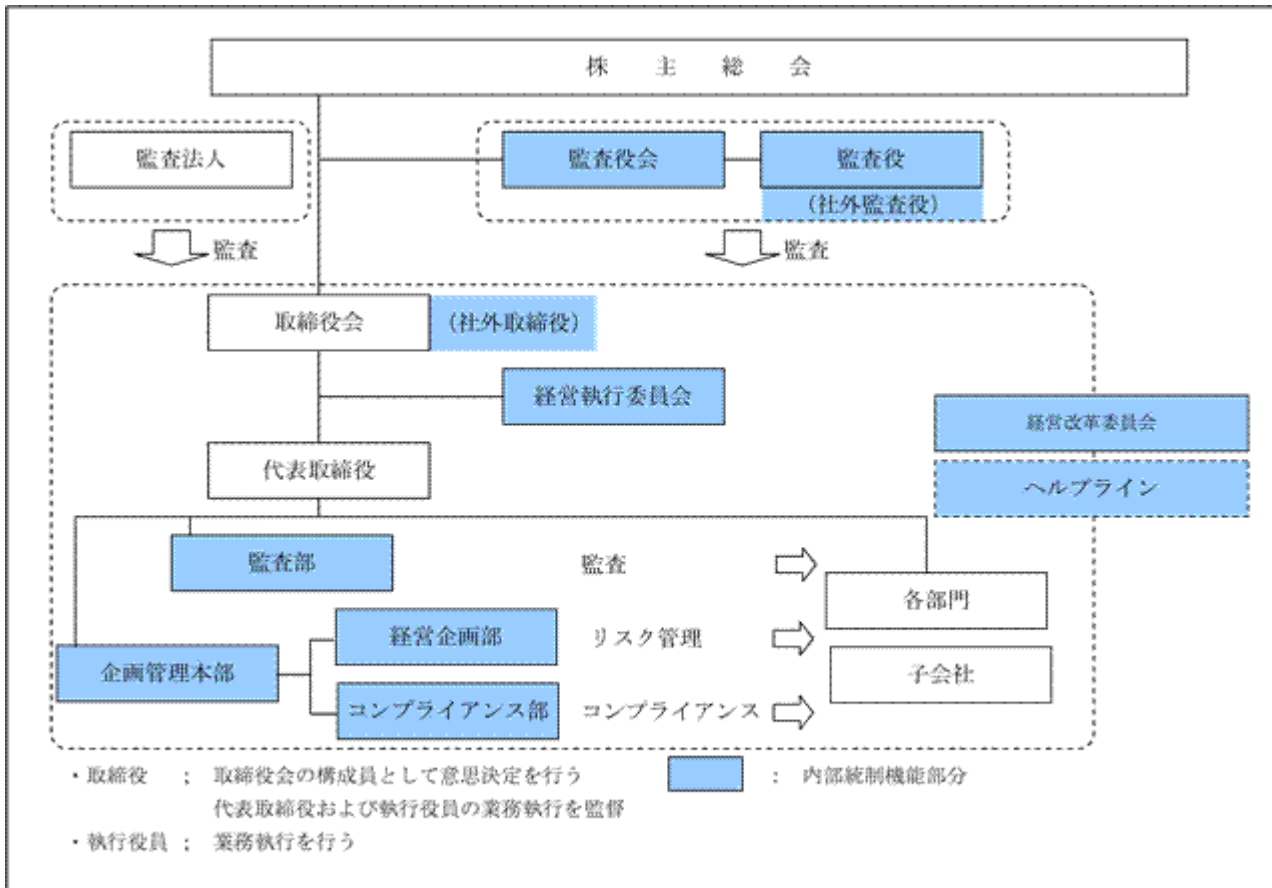 株主総会
監査法人
監査役会
監査役
(社外監査役)
監査
監査
取締役会
(社外取締役)
経営執行委員会
経営改革委員会
代表取締役
ヘルプライン
監査部
監査
各部門
経営企画部
リスク管理
企画管理本部
子会社
コンプライアンス部
コンプライアンス
・取締役 ; 取締役会の構成員として意思決定を行う
: 内部統制機能部分
代表取締役および執行役員の業務執行を監督
・執行役員 ; 業務執行を行う